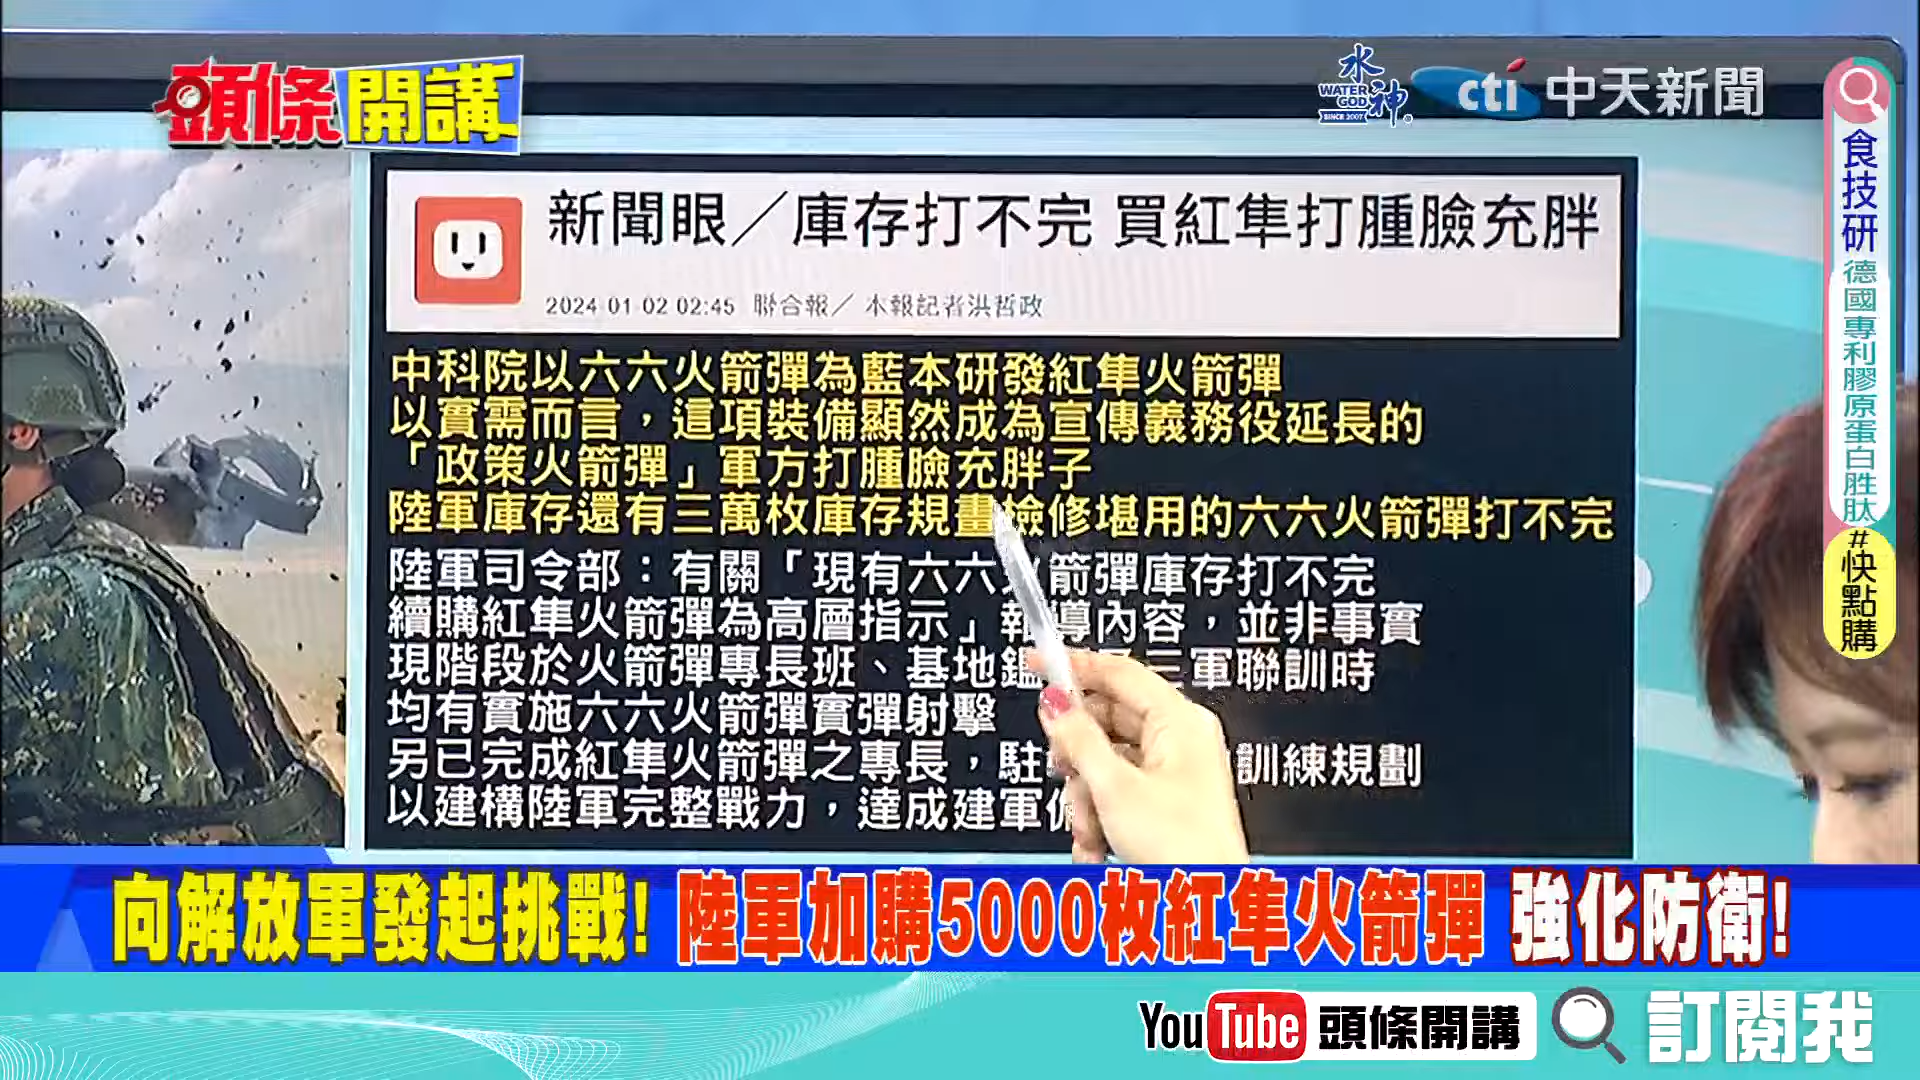 頭條開講
水神
WATER GOD
SINCE 2007
cti 中天新聞
新聞眼／庫存打不完 買紅隼打腫臉充胖
2024-01-02 02:45 聯合報／ 本報記者洪哲政
中科院以六六火箭彈為藍本研發紅隼火箭彈
以實需而言，這項裝備顯然成為宣傳義務役延長的
「政策火箭彈」軍方打腫臉充胖子
陸軍庫存還有三萬枚庫存規畫檢修堪用的六六火箭彈打不完
陸軍司令部：有關「現有六六火箭彈庫存打不完
續購紅隼火箭彈為高層指示」報導內容，並非事實
現階段於火箭彈專長班、基地鑑 三軍聯訓時
均有實施六六火箭彈實彈射擊
另已完成紅隼火箭彈之專長，駐 訓練規劃
以建構陸軍完整戰力，達成建軍
食技研 德國專利膠原蛋白胜肽 #快點購
向解放軍發起挑戰! 陸軍加購5000枚紅隼火箭彈 強化防衛!
YouTube 頭條開講 訂閱我